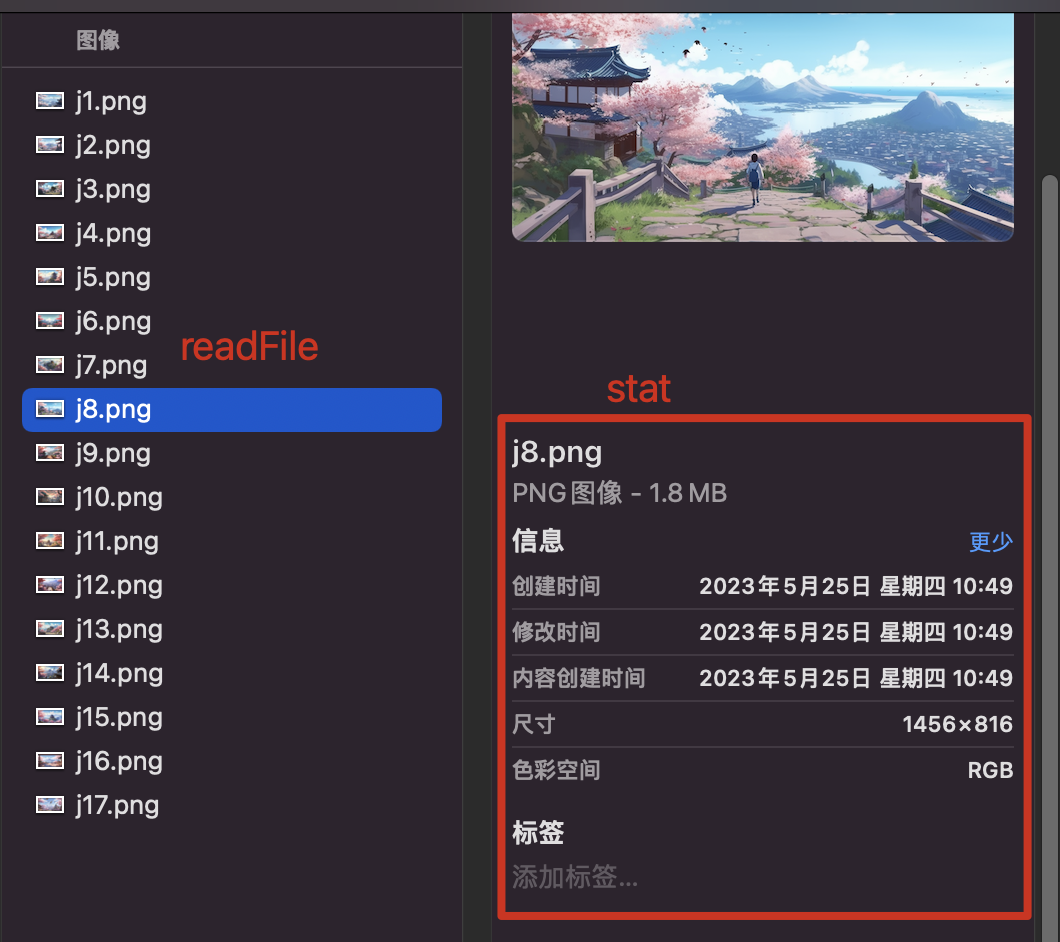 图像
j1.png
j2.png
j3.png
j4.png
j5.png
j6.png
j7.png
j8.png
j9.png
j10.png
j11.png
j12.png
j13.png
j14.png
j15.png
j16.png
j17.png
readFile
stat
j8.png
PNG图像 - 1.8 MB
信息 更少
创建时间 2023年5月25日 星期四 10:49
修改时间 2023年5月25日 星期四 10:49
内容创建时间 2023年5月25日 星期四 10:49
尺寸 1456×816
色彩空间 RGB
标签
添加标签...